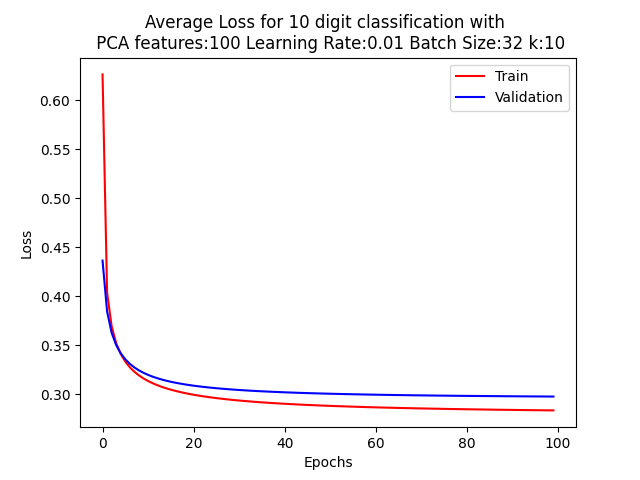 Average Loss for 10 digit classification with
PCA features:100 Learning Rate:0.01 Batch Size:32 k:10
Train
Validation
0.60
0.55
0.50
0.45
0.40
0.35
0.30
Loss
0 20 40 60 80 100
Epochs